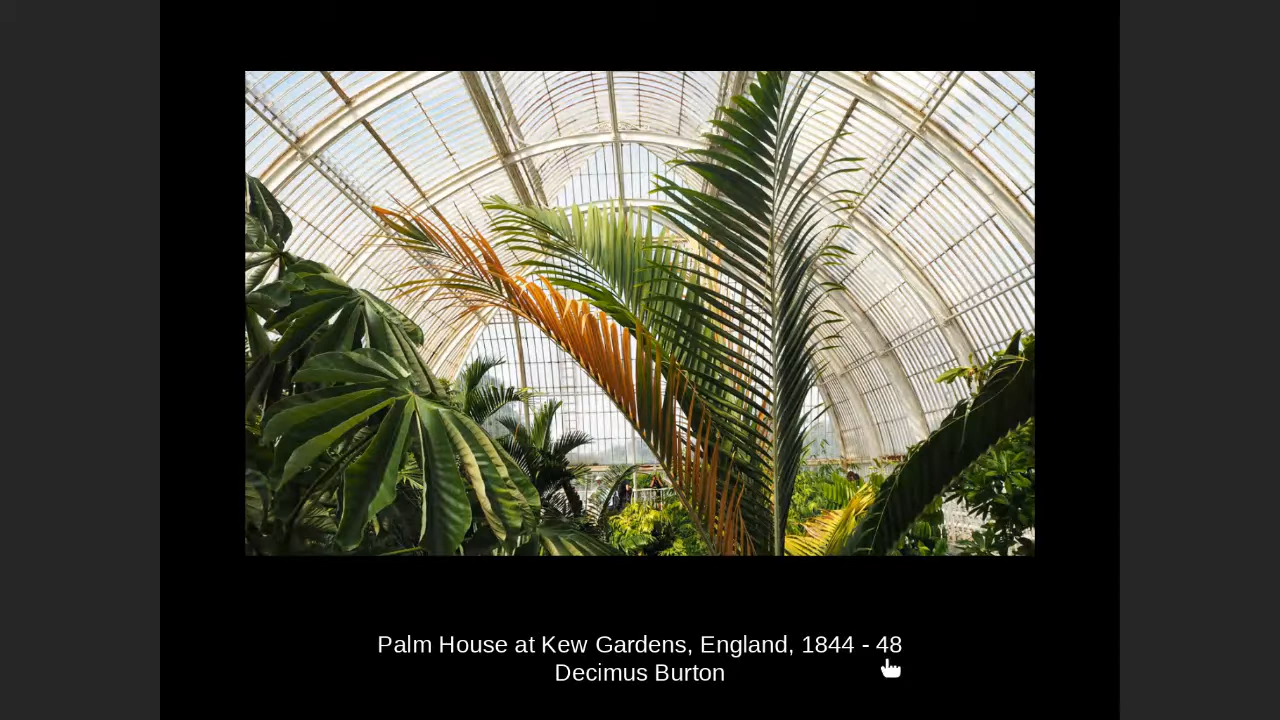 Palm House at Kew Gardens, England, 1844 - 48
Decimus Burton